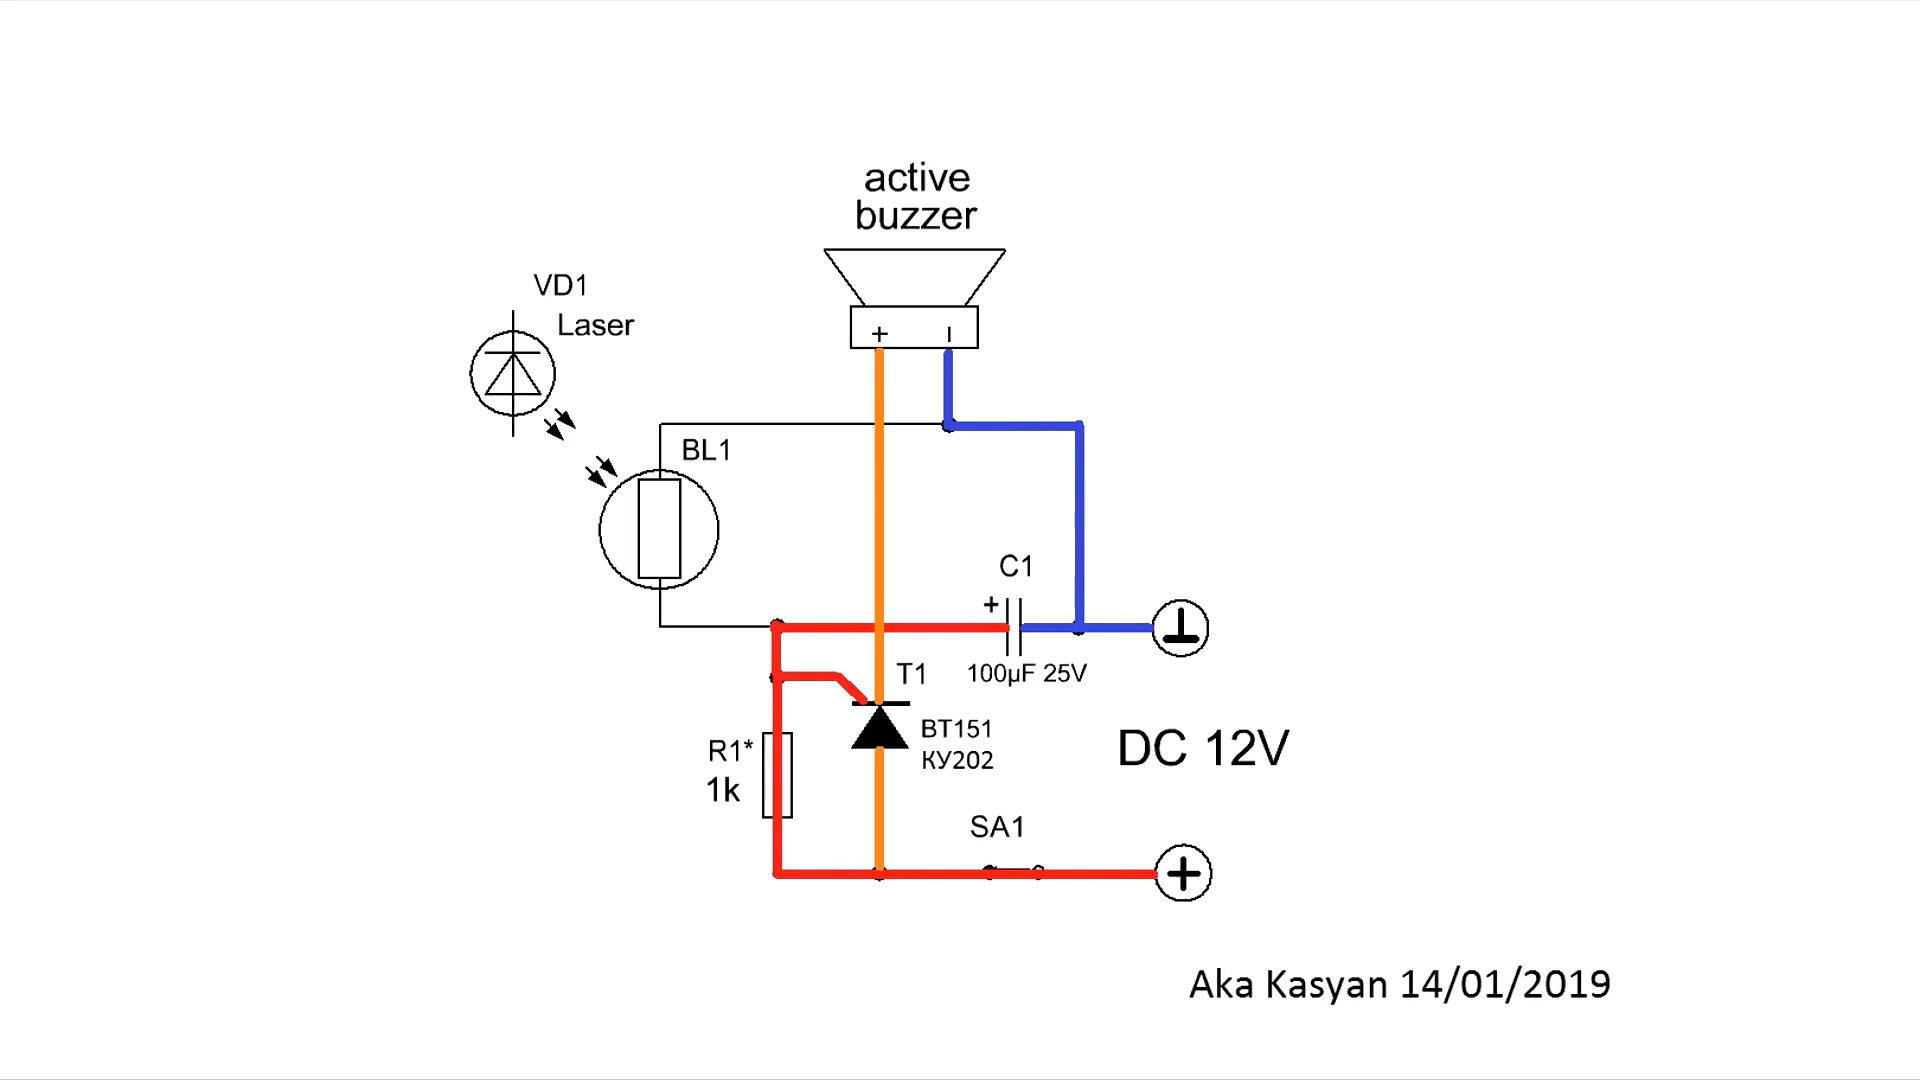 active
buzzer
+ –
VD1
Laser
BL1
C1
+
100µF 25V
T1
BT151
КУ202
R1*
1k
DC 12V
SA1
+
Aka Kasyan 14/01/2019